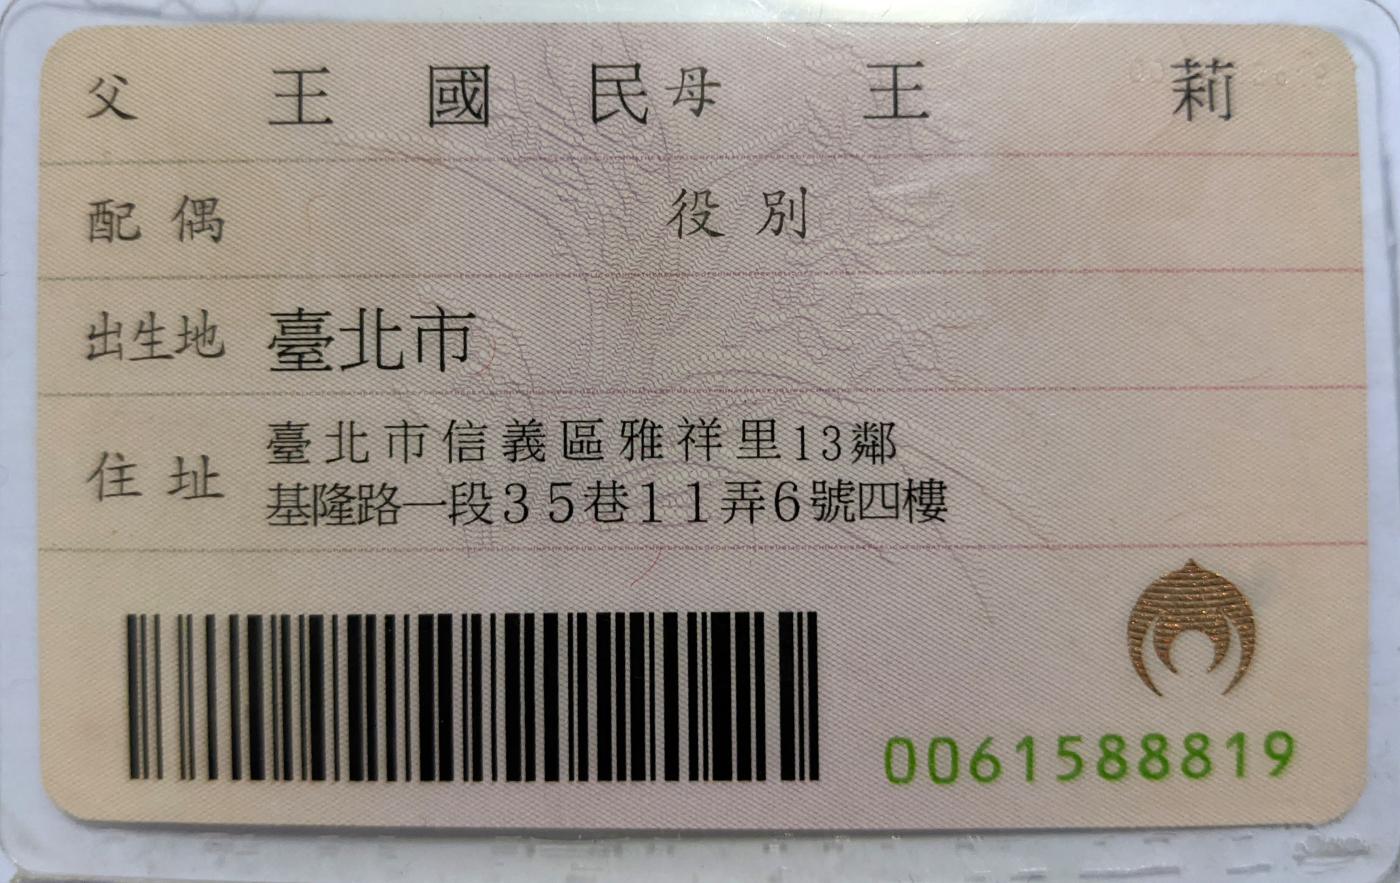 父 王國民 母 王莉
配偶 役別
出生地 臺北市
住址 臺北市信義區雅祥里13鄰
基隆路一段35巷11弄6號四樓
0061588819